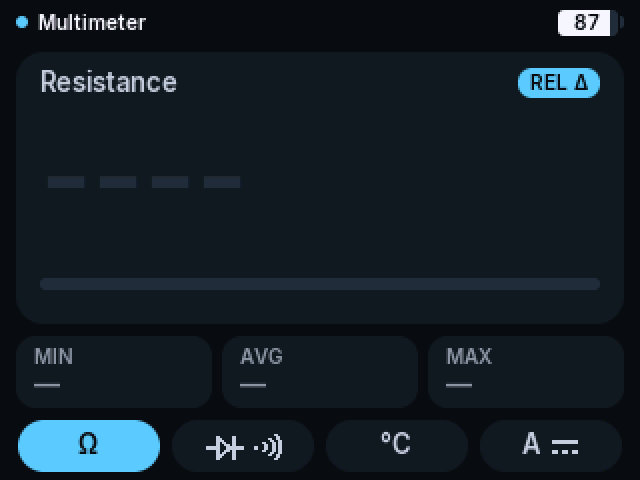 Multimeter
87
Resistance
REL Δ
– – – –
MIN
AVG
MAX
—
—
—
Ω
°C
A